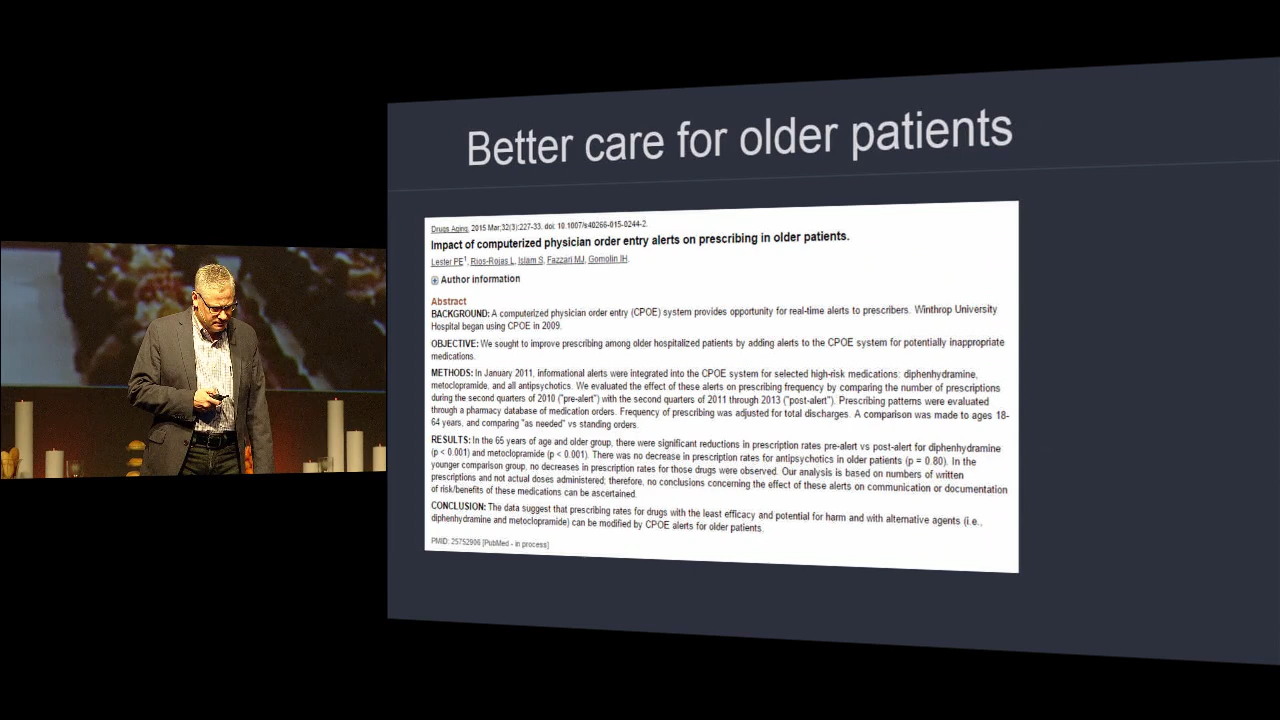 Better care for older patients
Drugs Aging. 2015 Mar;32(3):227-33. doi: 10.1007/s40266-015-0244-2.
Impact of computerized physician order entry alerts on prescribing in older patients.
Lester PE1, Rios-Rojas L, Islam S, Fazzari MJ, Gomolin IH.
Author information
Abstract
BACKGROUND: A computerized physician order entry (CPOE) system provides opportunity for real-time alerts to prescribers. Winthrop University
Hospital began using CPOE in 2009.
OBJECTIVE: We sought to improve prescribing among older hospitalized patients by adding alerts to the CPOE system for potentially inappropriate
medications.
METHODS: In January 2011, informational alerts were integrated into the CPOE system for selected high-risk medications: diphenhydramine,
metoclopramide, and all antipsychotics. We evaluated the effect of these alerts on prescribing frequency by comparing the number of prescriptions
during the second quarters of 2010 ("pre-alert") with the second quarters of 2011 through 2013 ("post-alert"). Prescribing patterns were evaluated
through a pharmacy database of medication orders. Frequency of prescribing was adjusted for total discharges. A comparison was made to ages 18-
64 years, and comparing "as needed" vs standing orders.
RESULTS: In the 65 years of age and older group, there were significant reductions in prescription rates pre-alert vs post-alert for diphenhydramine
(p < 0.001) and metoclopramide (p < 0.001). There was no decrease in prescription rates for antipsychotics in older patients (p = 0.80). In the
younger comparison group, no decreases in prescription rates for those drugs were observed. Our analysis is based on numbers of written
prescriptions and not actual doses administered; therefore, no conclusions concerning the effect of these alerts on communication or documentation
of risk/benefits of these medications can be ascertained.
CONCLUSION: The data suggest that prescribing rates for drugs with the least efficacy and potential for harm and with alternative agents (i.e.,
diphenhydramine and metoclopramide) can be modified by CPOE alerts for older patients.
PMID: 25752906 [PubMed - in process]